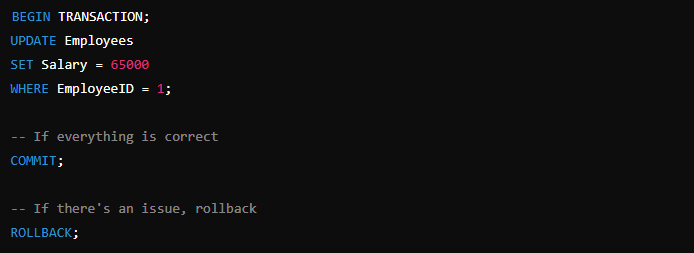 BEGIN TRANSACTION;
UPDATE Employees
SET Salary = 65000
WHERE EmployeeID = 1;
-- If everything is correct
COMMIT;
-- If there's an issue, rollback
ROLLBACK;